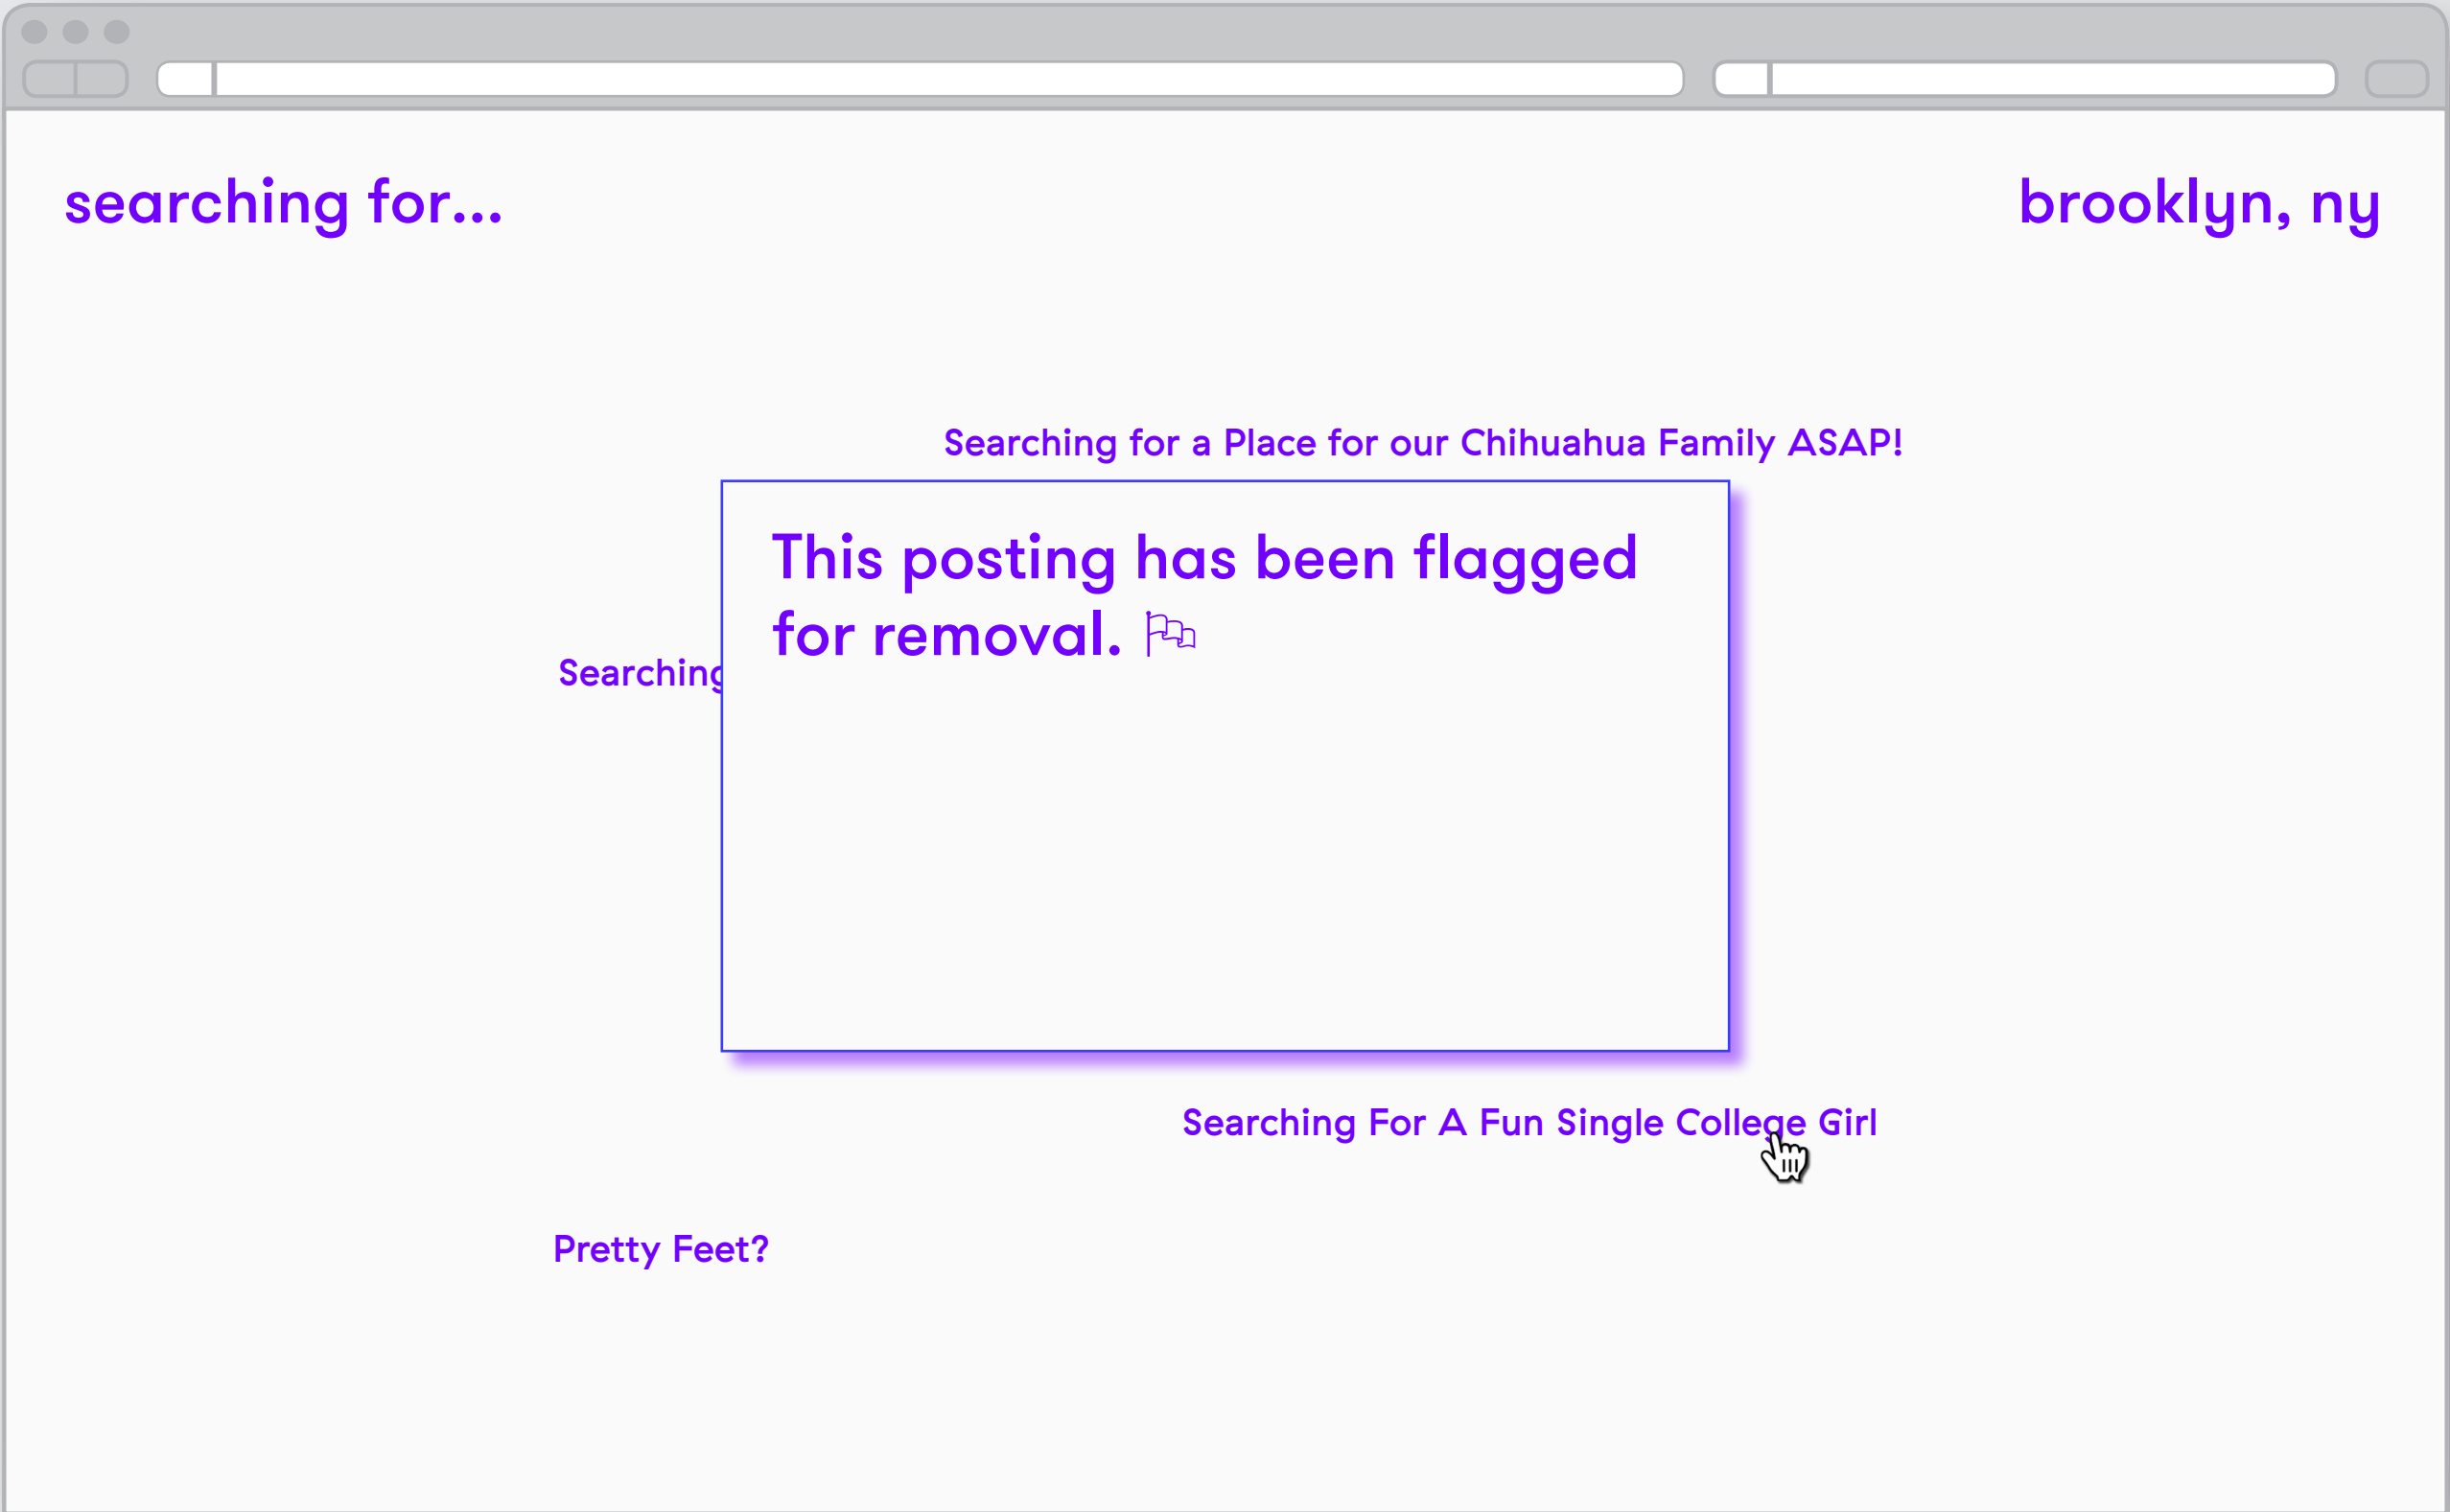 searching for...
brooklyn, ny
Searching for a Place for our Chihuahua Family ASAP!
This posting has been flagged
for removal.
Searching
Searching For A Fun Single College Girl
Pretty Feet?